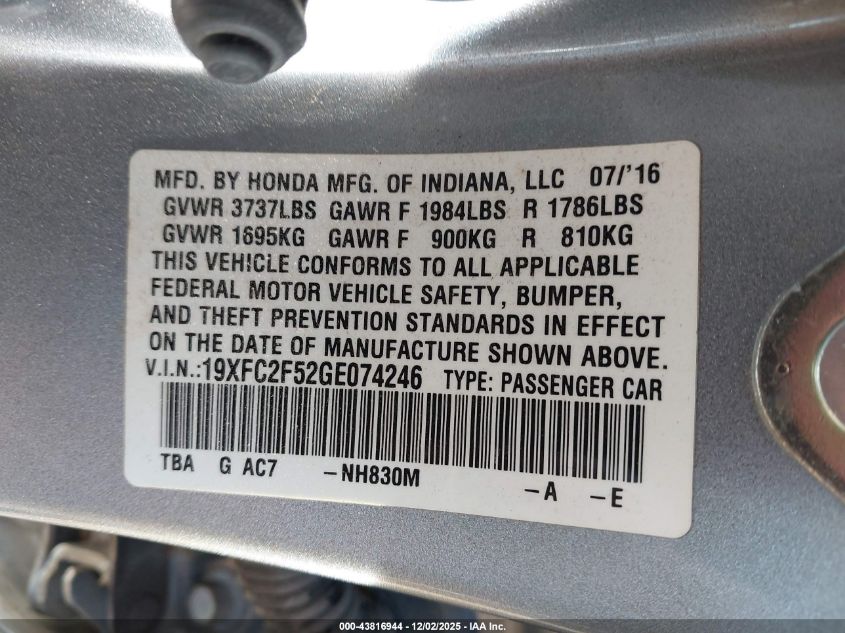 MFD. BY HONDA MFG. OF INDIANA, LLC 07/'16
GVWR 3737LBS GAWR F 1984LBS R 1786LBS
GVWR 1695KG GAWR F 900KG R 810KG
THIS VEHICLE CONFORMS TO ALL APPLICABLE
FEDERAL MOTOR VEHICLE SAFETY, BUMPER,
AND THEFT PREVENTION STANDARDS IN EFFECT
ON THE DATE OF MANUFACTURE SHOWN ABOVE.
V.I.N.:19XFC2F52GE074246 TYPE: PASSENGER CAR
TBA G AC7 -NH830M -A -E
000-43816944 - 12/02/2025 - IAA Inc.